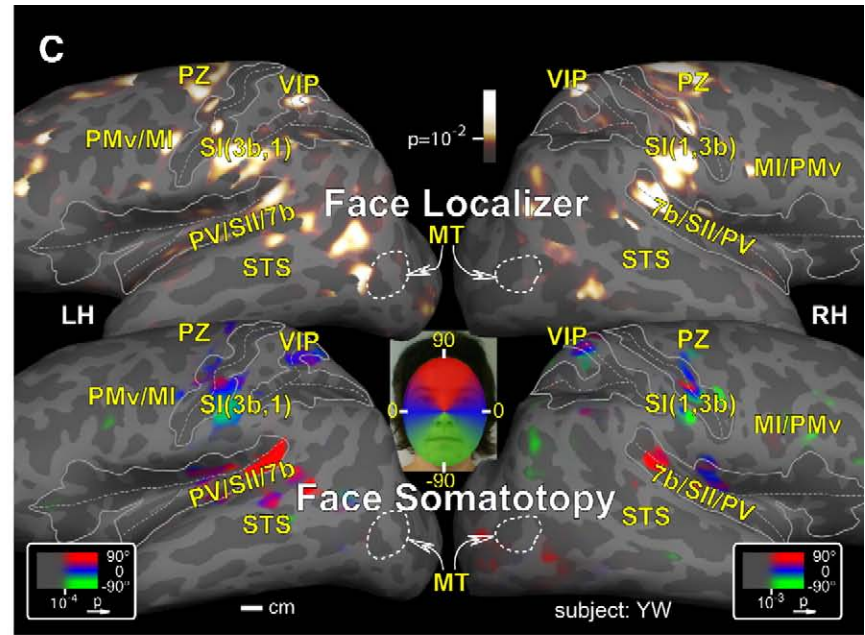 C
PZ
VIP
PMv/MI
SI(3b,1)
PV/SII/7b
STS
p=10⁻²
VIP
PZ
SI(1,3b)
MI/PMv
7b/SII/PV
STS
Face Localizer
MT
LH
RH
PZ
VIP
PMv/MI
SI(3b,1)
PV/SII/7b
STS
90
0
0
-90
VIP
PZ
SI(1,3b)
MI/PMv
7b/SII/PV
STS
Face Somatotopy
MT
90°
0
-90°
10⁻⁴ p
cm
subject: YW
90°
0
-90°
10⁻³ p